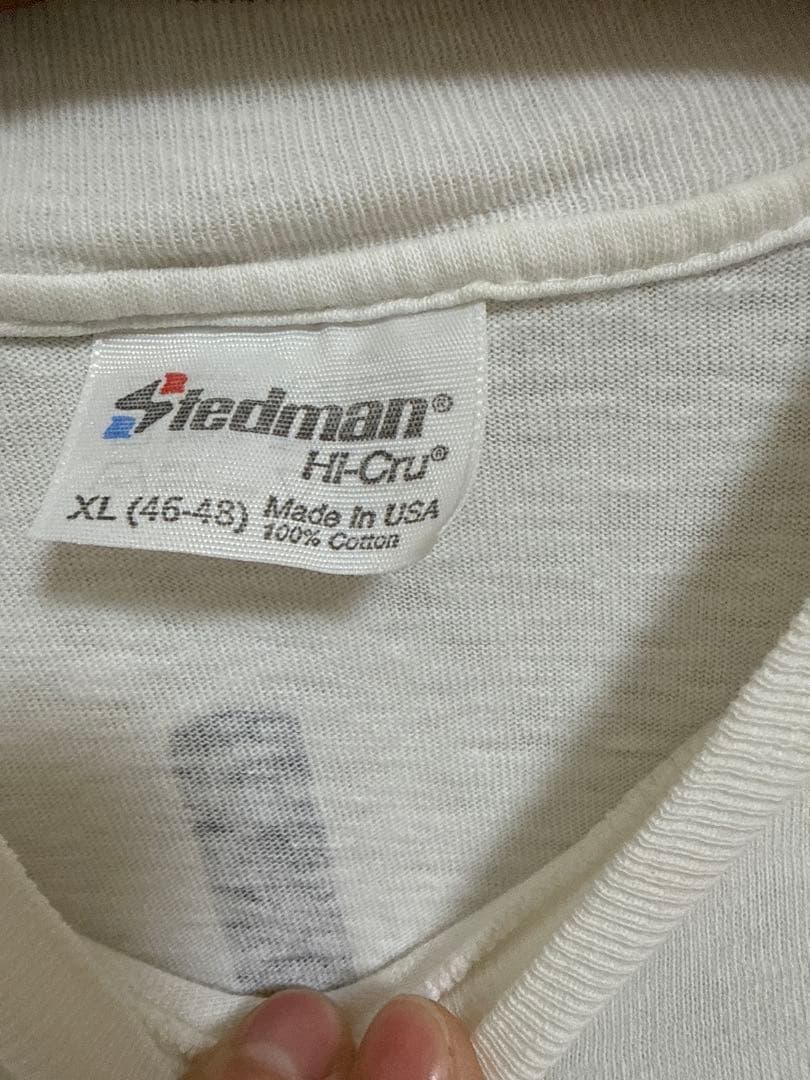 Stedman®
Hi-Cru®
XL (46-48) Made In USA
100% Cotton